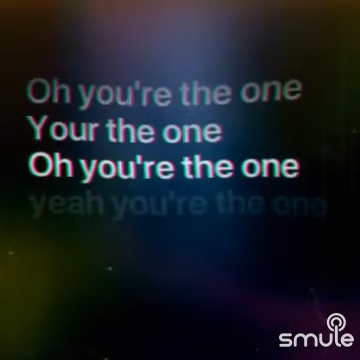 Oh you're the one
Your the one
Oh you're the one
yeah you're the one
smule